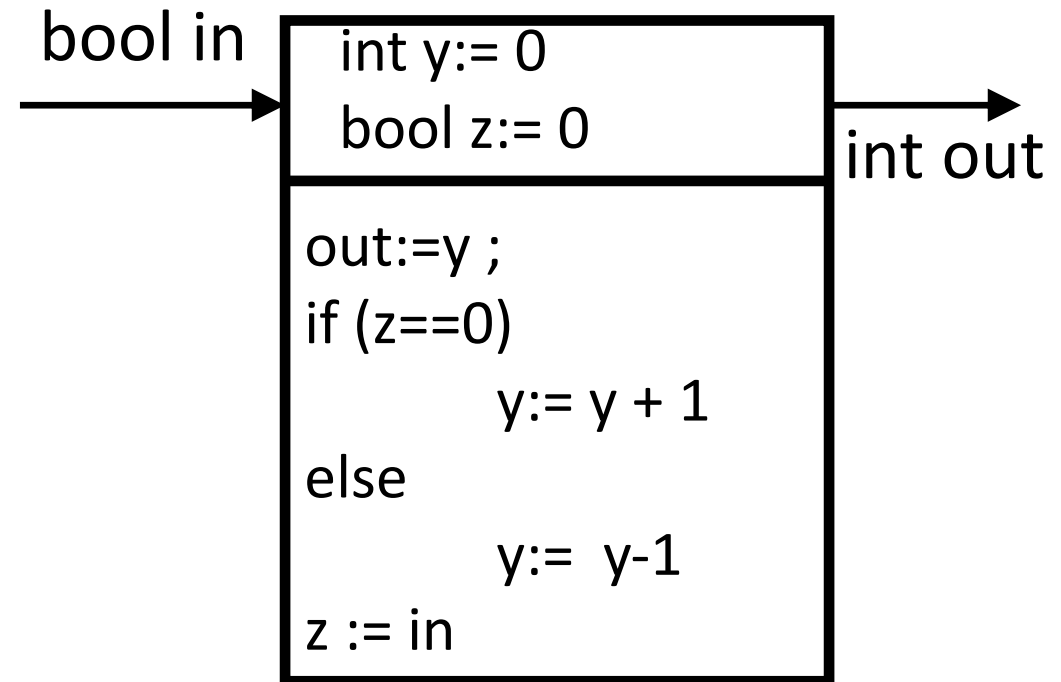 bool in
int y:= 0
bool z:= 0
int out
out:=y ;
if (z==0)
y:= y + 1
else
y:=  y-1
z := in